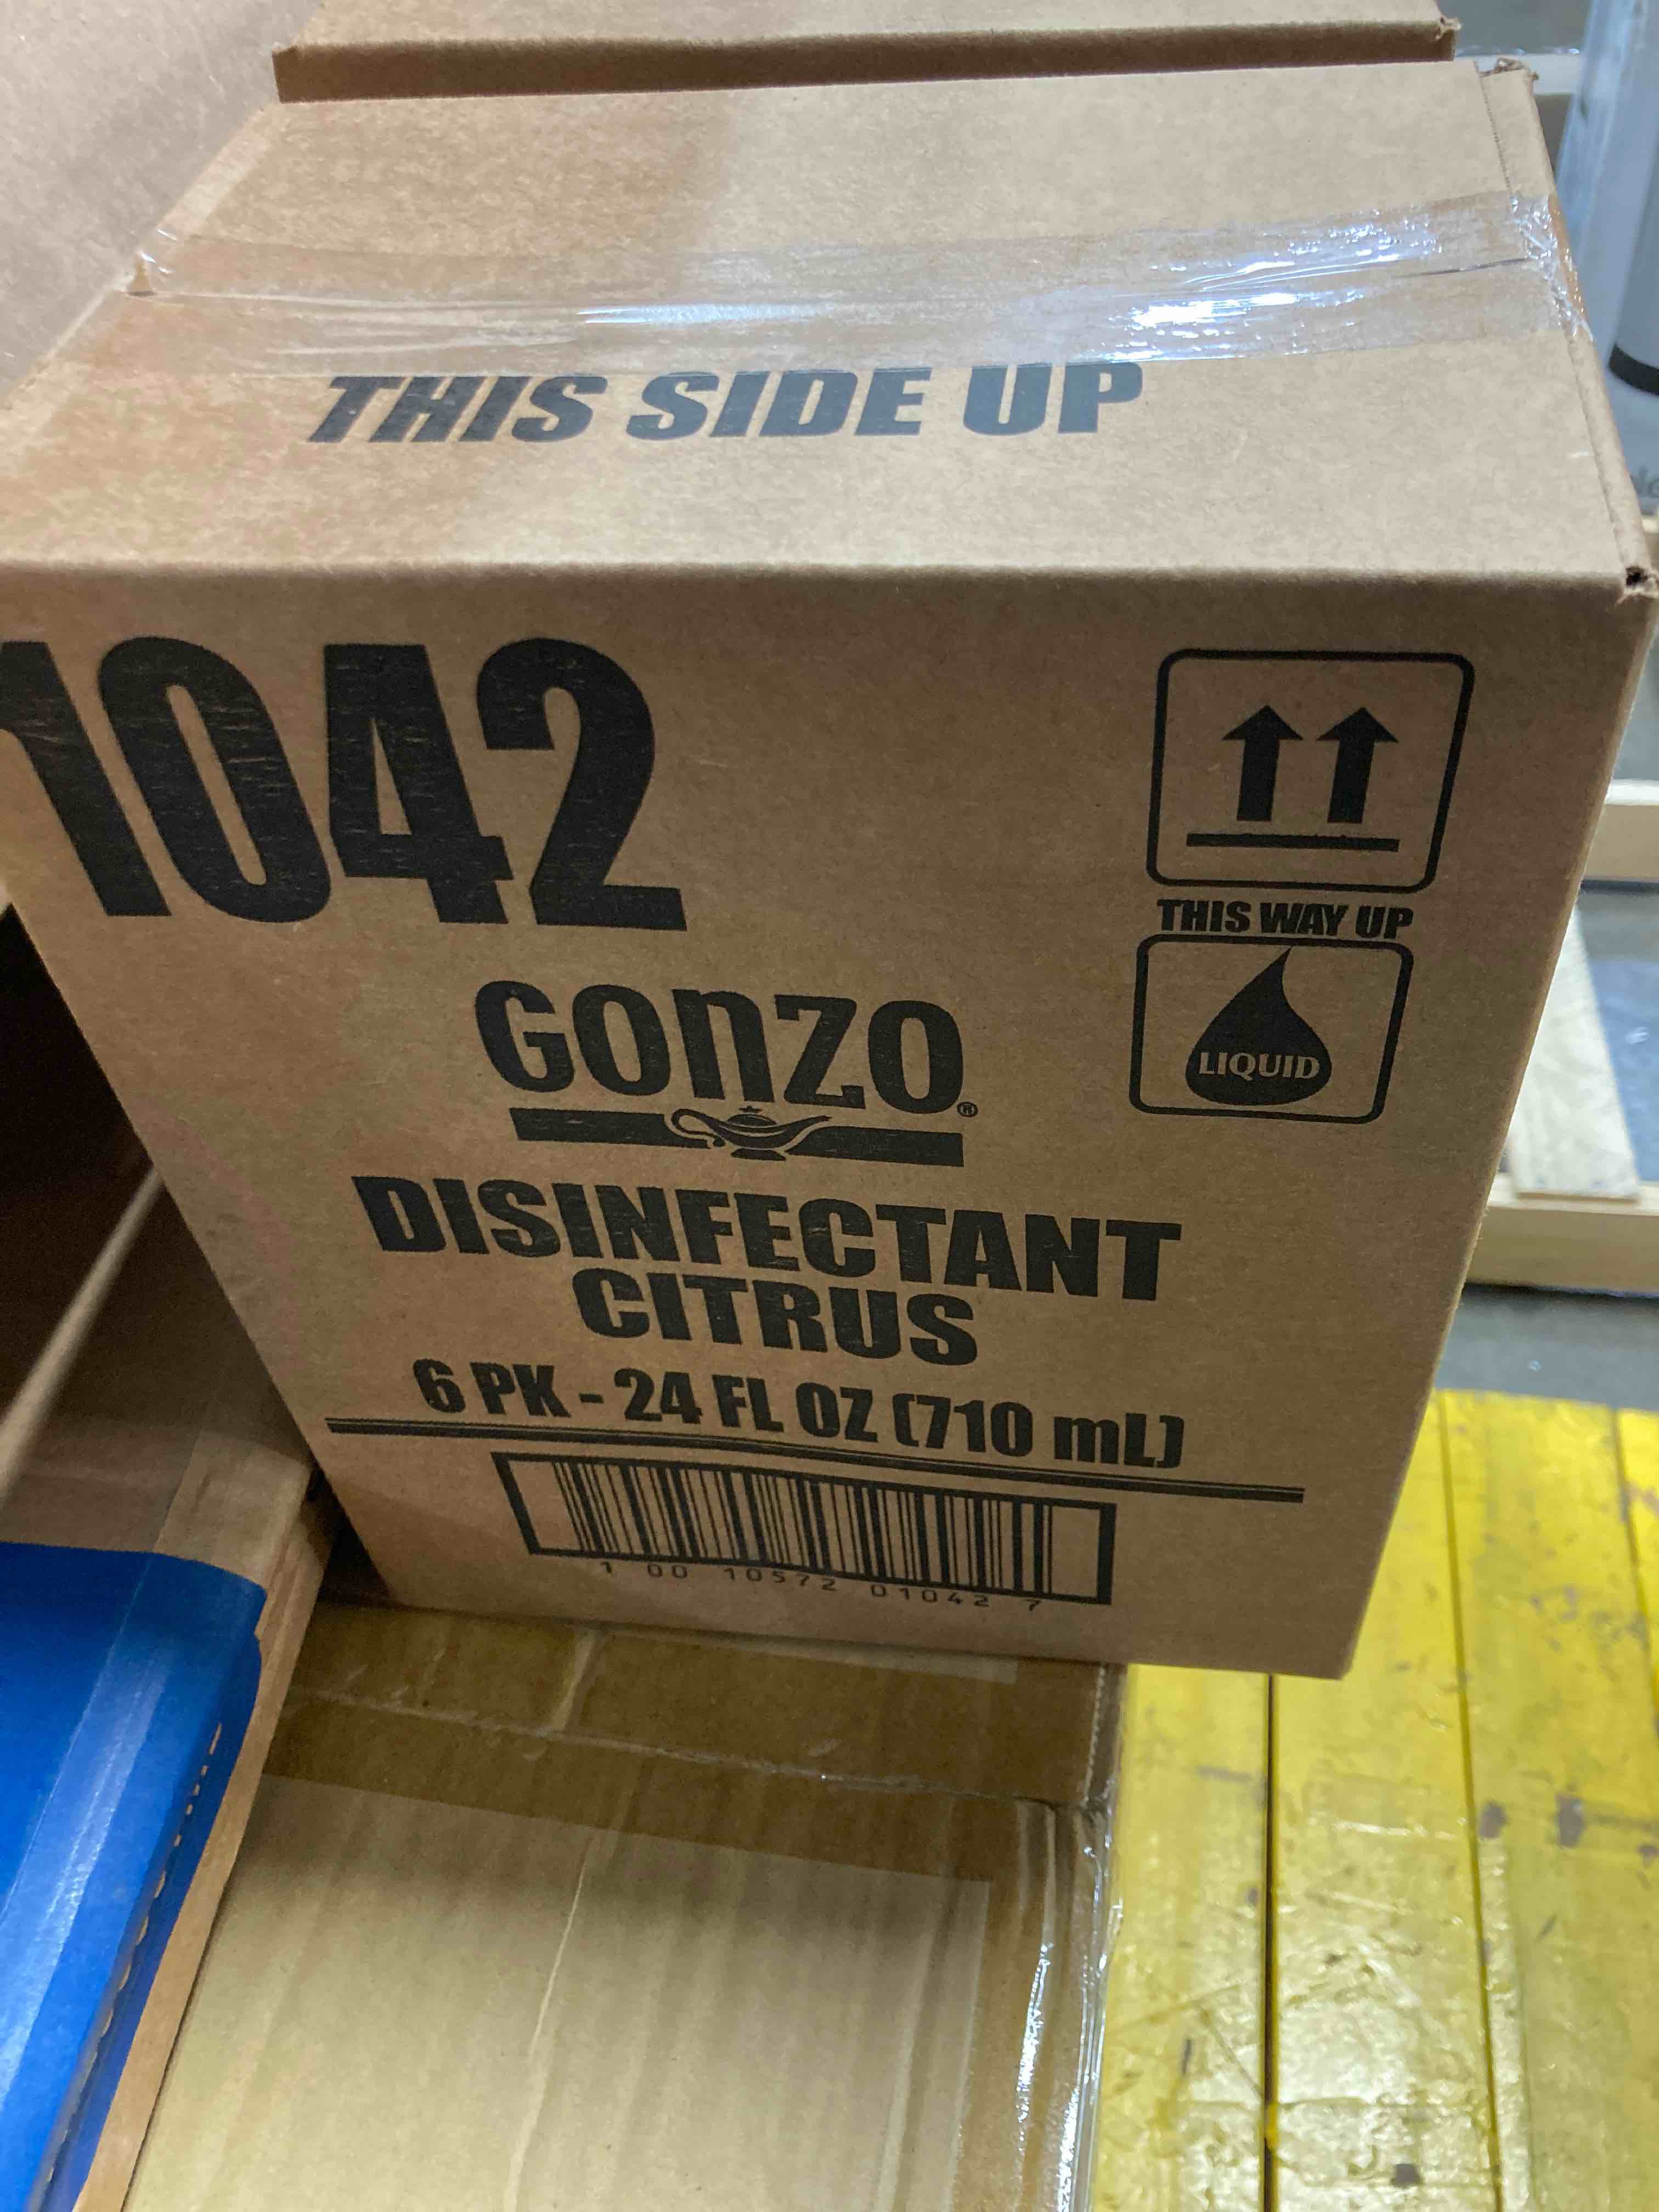 THIS SIDE UP
1042
THIS WAY UP
LIQUID
GONZO®
DISINFECTANT
CITRUS
6 PK - 24 FL OZ (710 mL)
1 00 10572 01042 7